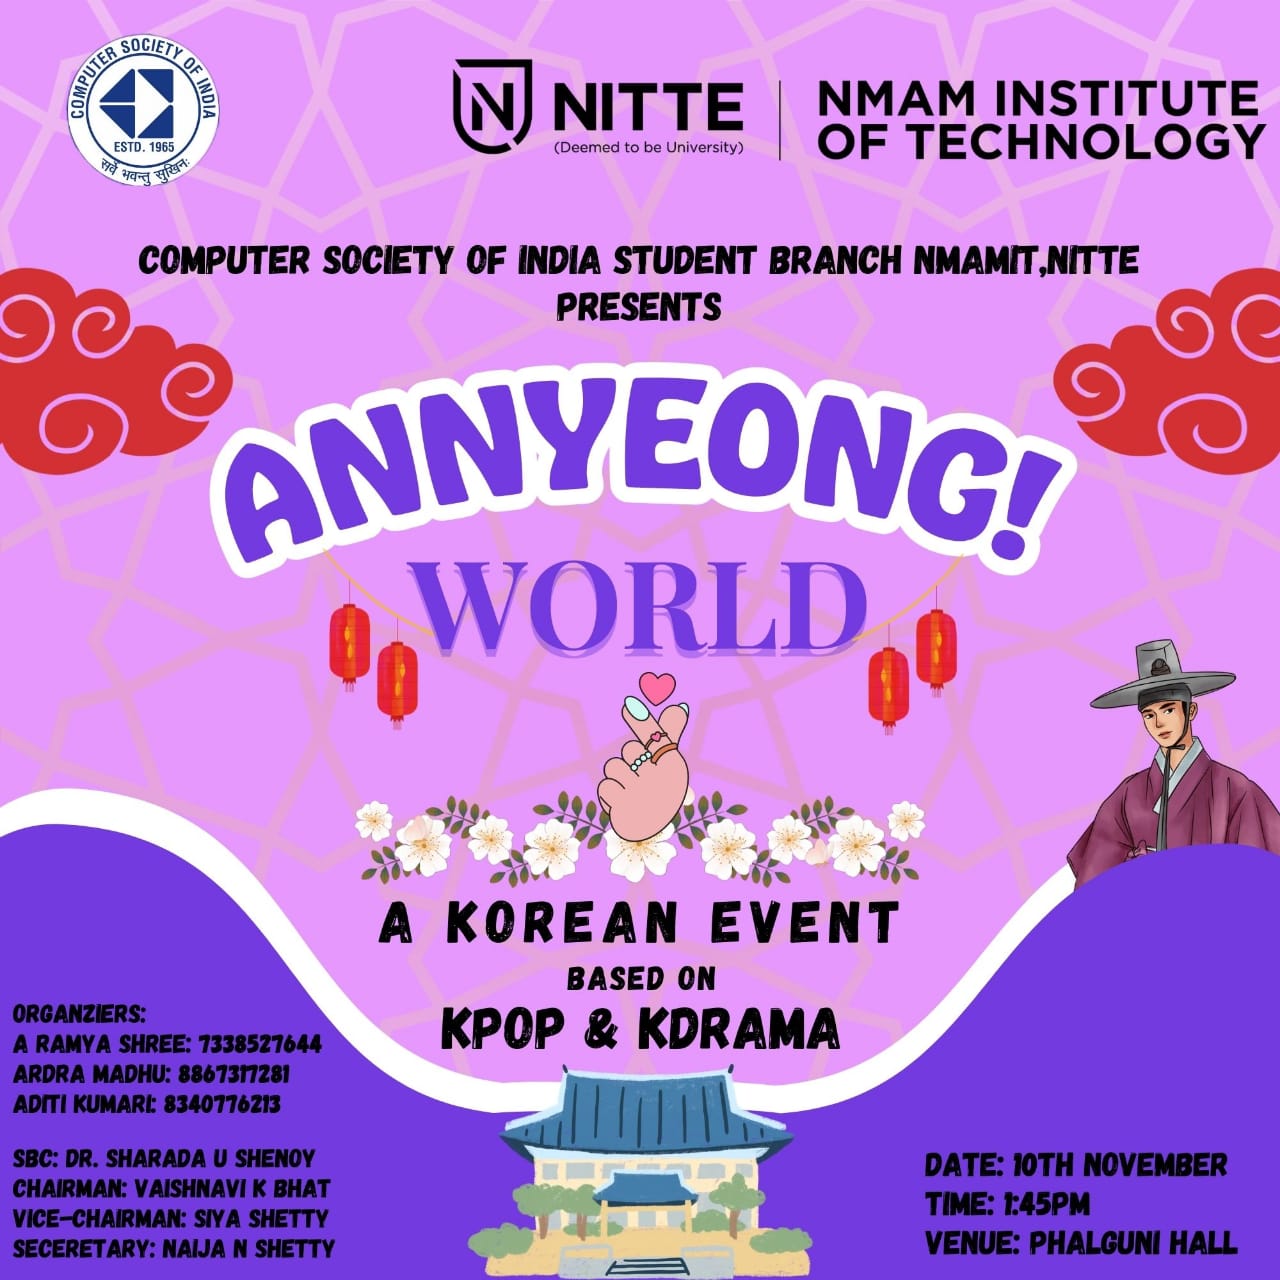 COMPUTER SOCIETY OF INDIA
ESTD. 1965
सर्वे भवन्तु सुखिनः
N NITTE
(Deemed to be University)
NMAM INSTITUTE
OF TECHNOLOGY
COMPUTER SOCIETY OF INDIA STUDENT BRANCH NMAMIT,NITTE
PRESENTS
ANNYEONG!
WORLD
A KOREAN EVENT
BASED ON
KPOP & KDRAMA
ORGANZIERS:
A RAMYA SHREE: 7338527644
ARDRA MADHU: 8867317281
ADITI KUMARI: 8340776213
SBC: DR. SHARADA U SHENOY
CHAIRMAN: VAISHNAVI K BHAT
VICE-CHAIRMAN: SIYA SHETTY
SECERETARY: NAIJA N SHETTY
DATE: 10TH NOVEMBER
TIME: 1:45PM
VENUE: PHALGUNI HALL